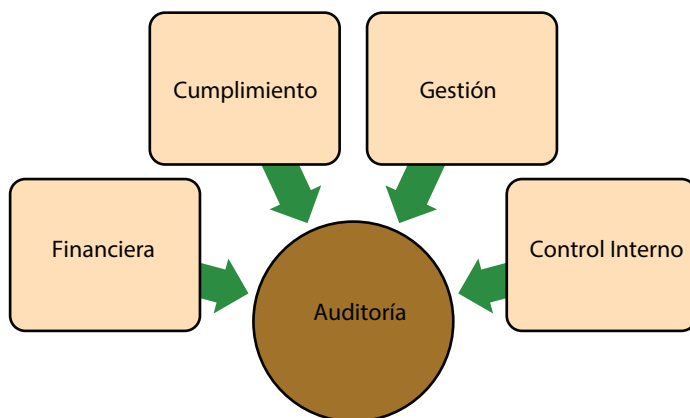 Cumplimiento
Gestión
Financiera
Control Interno
Auditoría